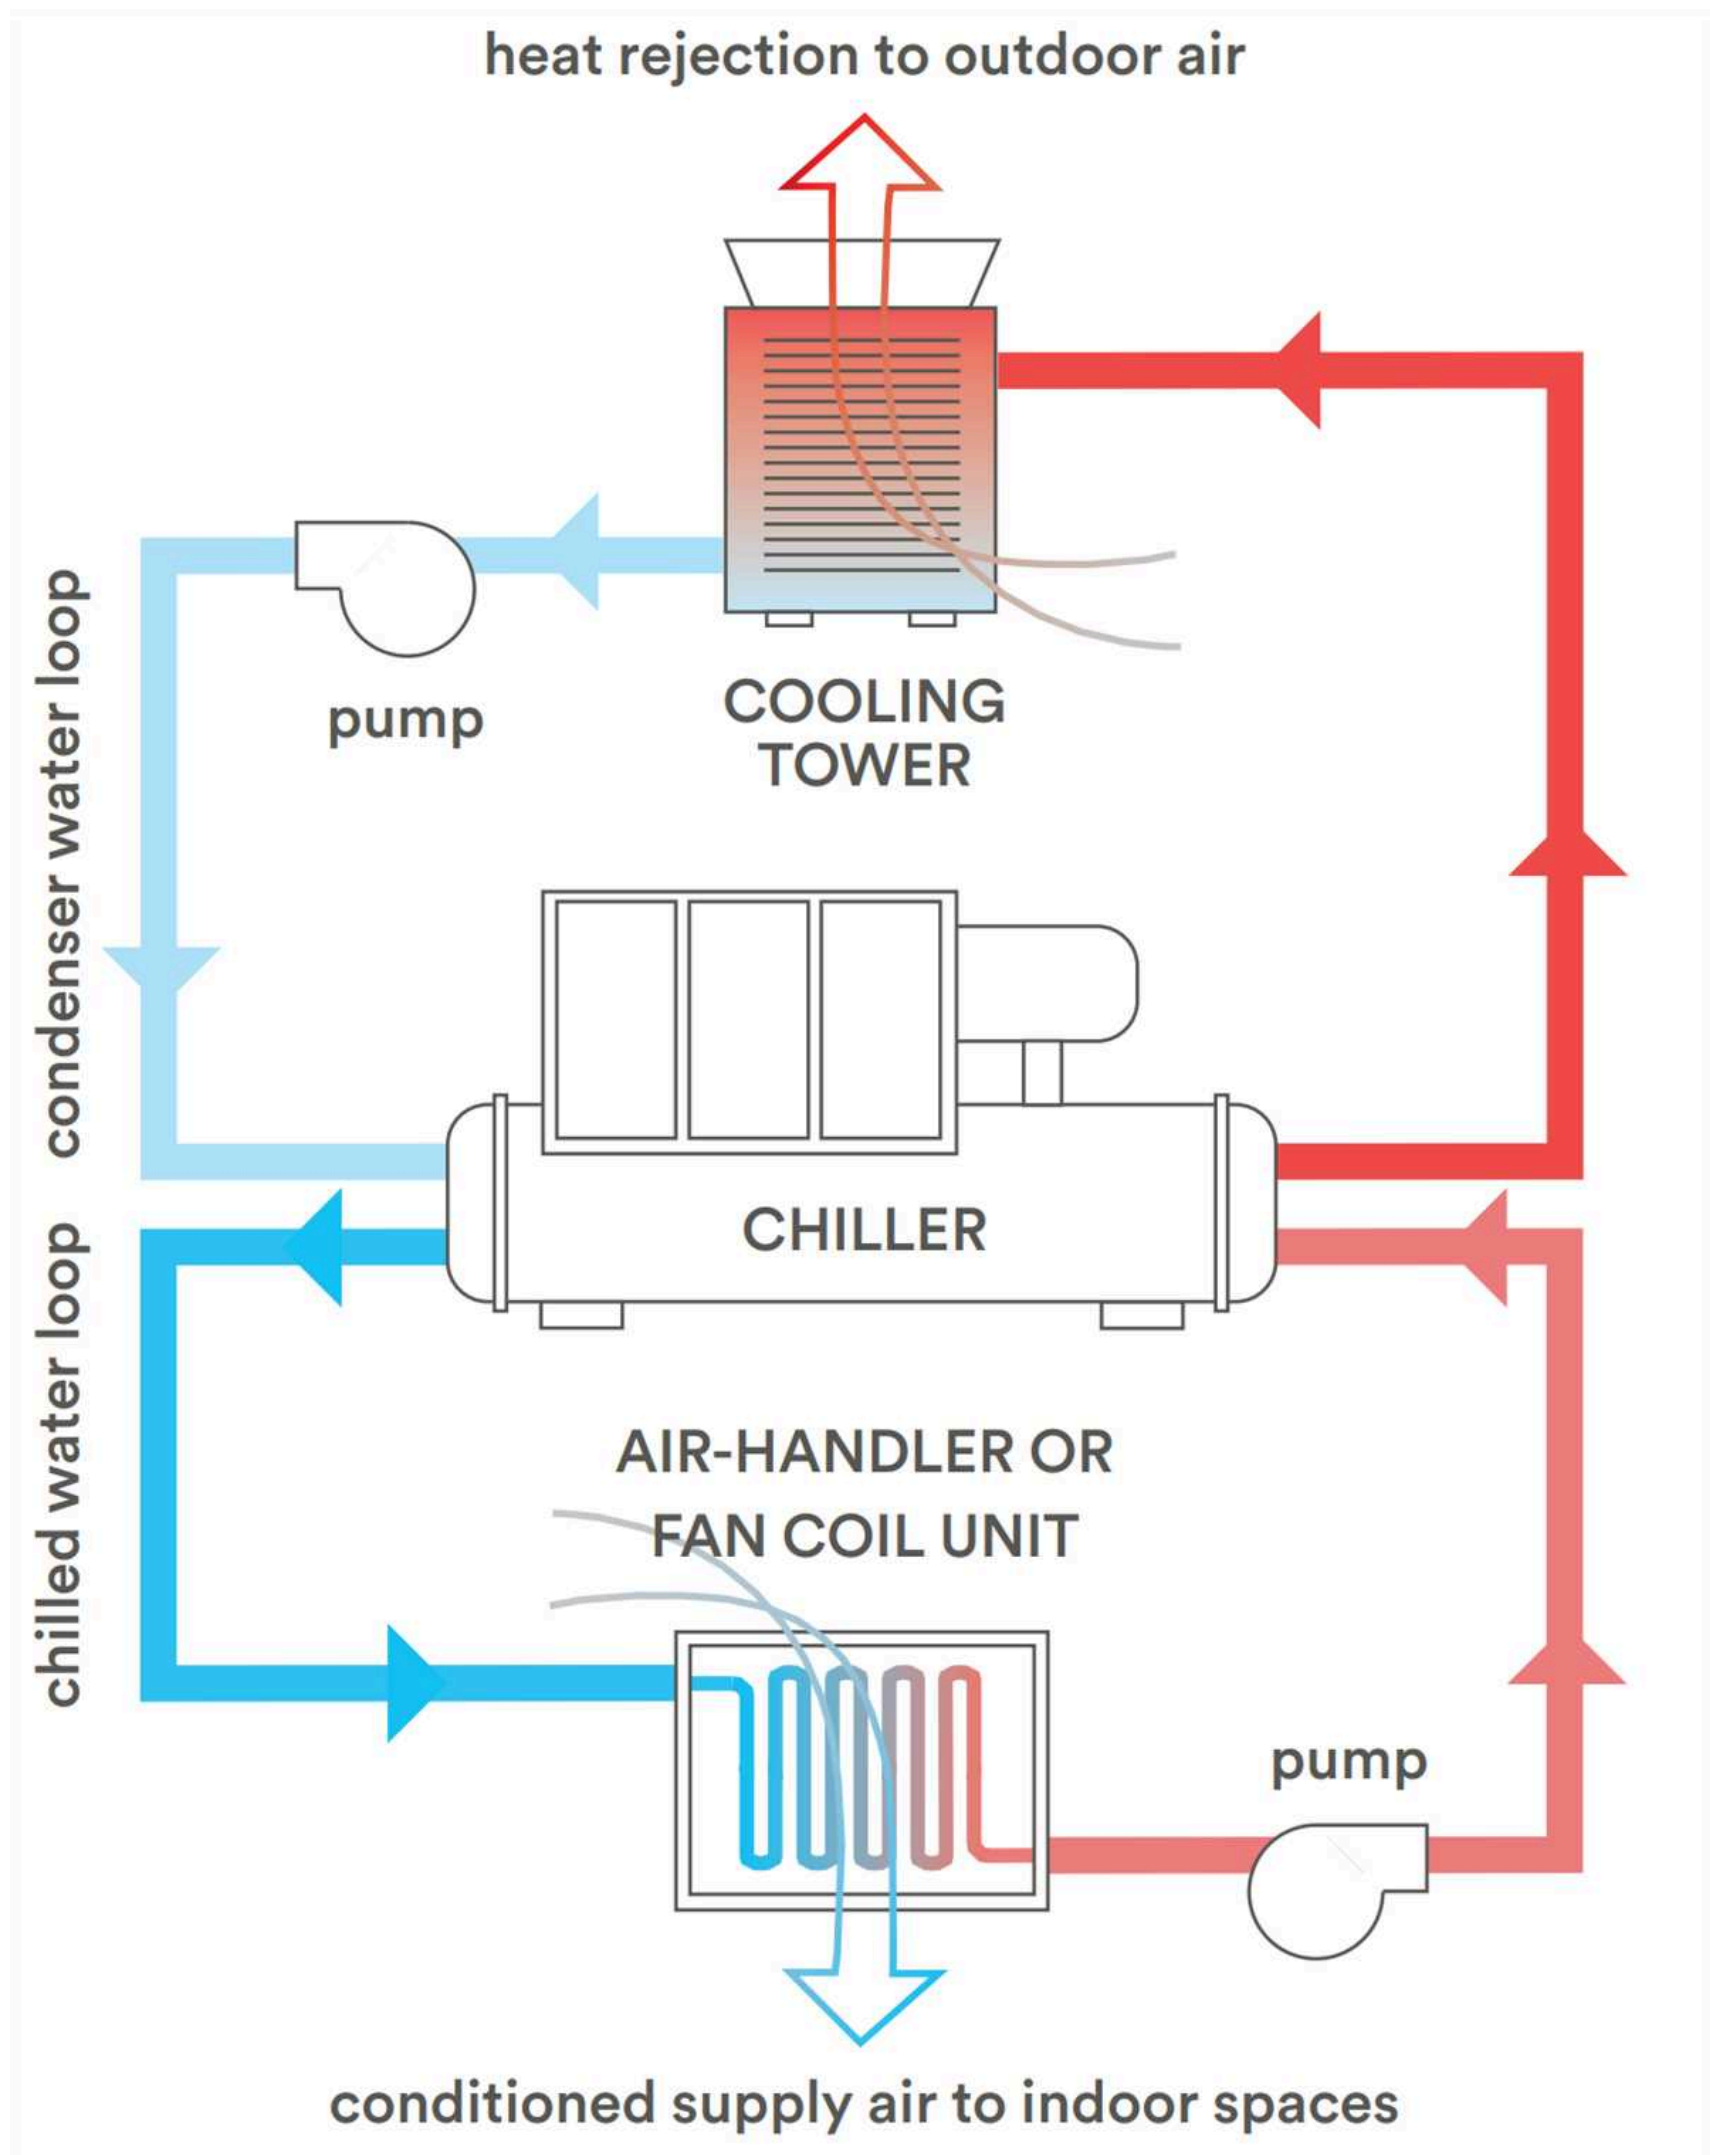 heat rejection to outdoor air
condenser water loop
pump
COOLING
TOWER
CHILLER
chilled water loop
AIR-HANDLER OR
FAN COIL UNIT
pump
conditioned supply air to indoor spaces